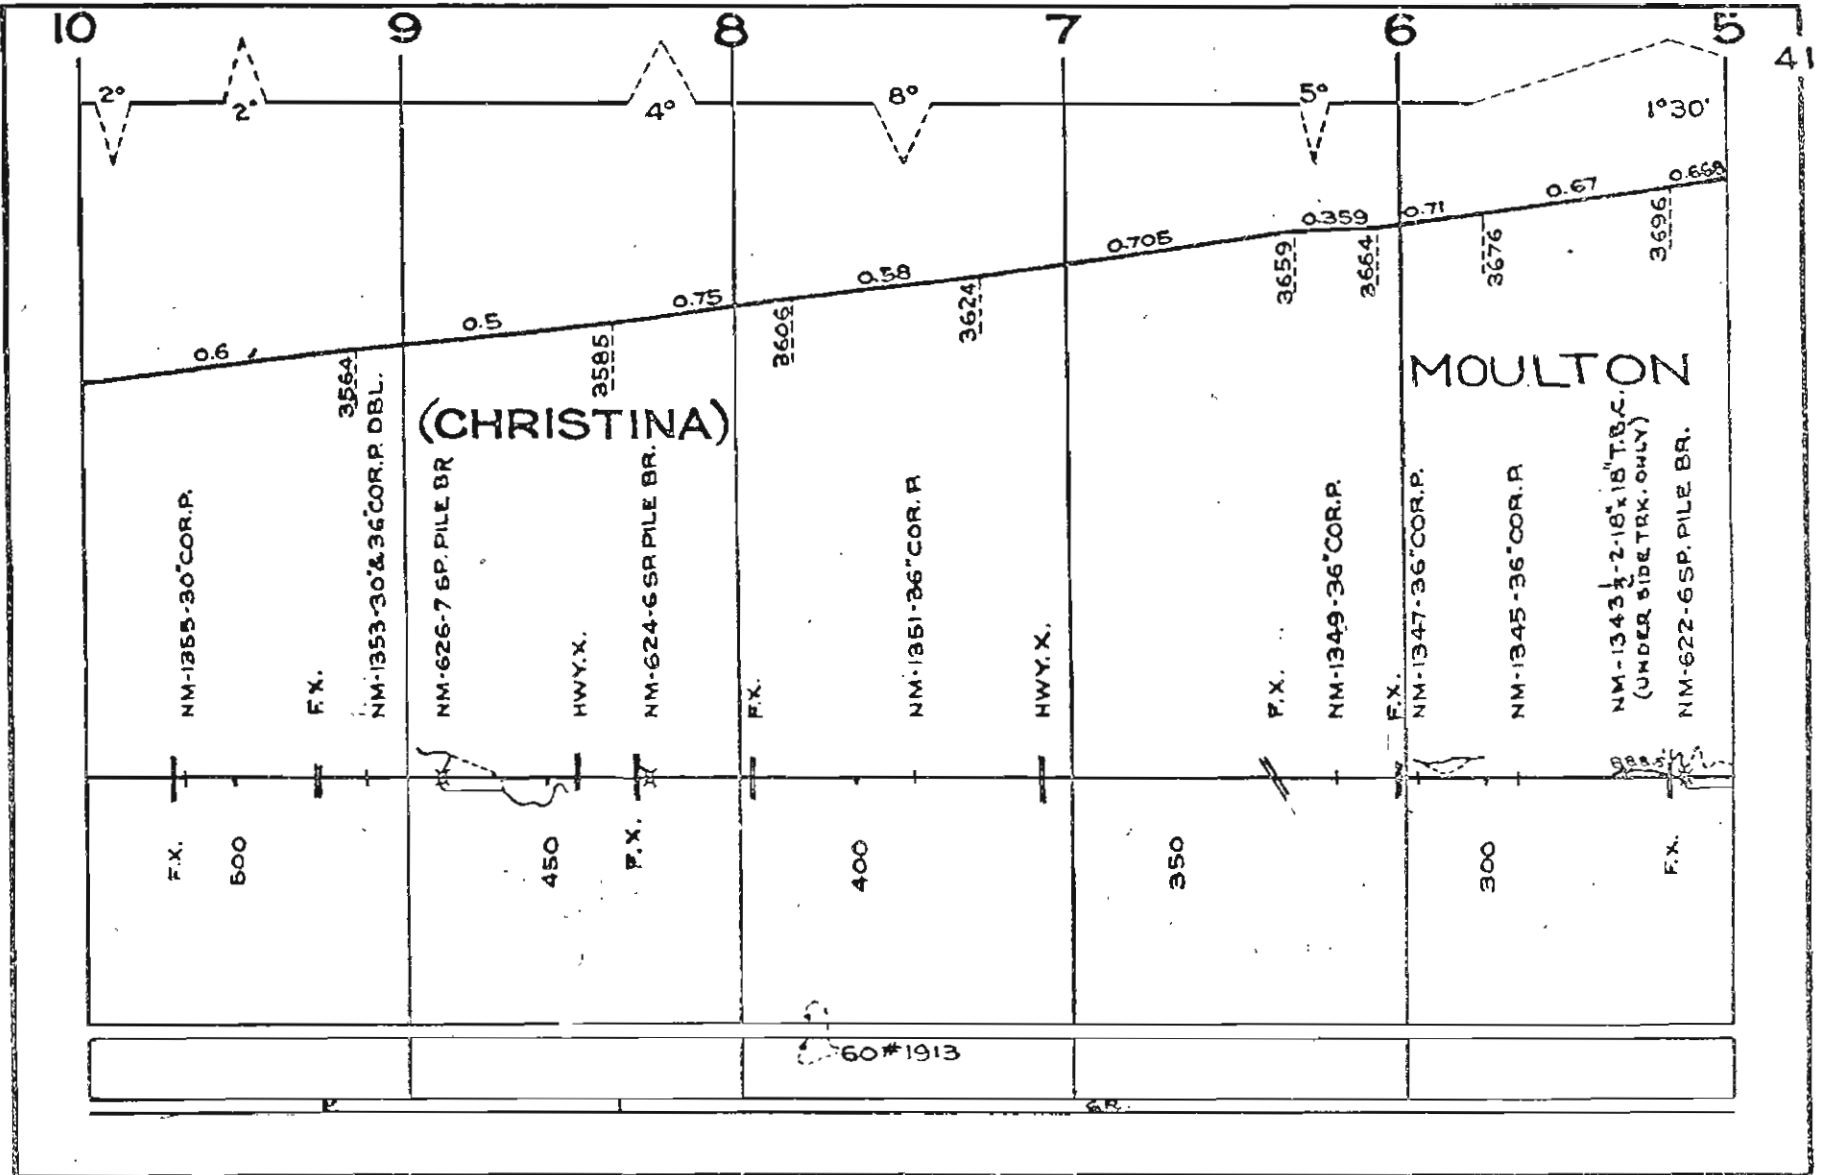 10 9 8 7 6 5
41
2° 2° 4° 8° 5° 1°30'
0.6 0.5 0.75 0.58 0.705 0.359 0.71 0.67 0.668
3564 3585 3606 3624 3659 3664 3676 3696
(CHRISTINA) MOULTON
NM-1355-30"COR.P.
F.X.
NM-1353-30"&36"COR.P. DBL.
NM-626-7 SP. PILE BR
HWY.X.
NM-624-6 SP. PILE BR.
F.X.
NM-1351-36"COR.P.
HWY.X.
F.X.
NM-1349-36"COR.P.
F.X.
NM-1347-36"COR.P.
NM-1345-36"COR.P.
NM-1343½-2-18"x18"T.B.C.
(UNDER SIDETRK.ONLY)
NM-622-6 SP. PILE BR.
F.X. 500 450 F.X. 400 350 300 F.X.
60#1913
G.R.